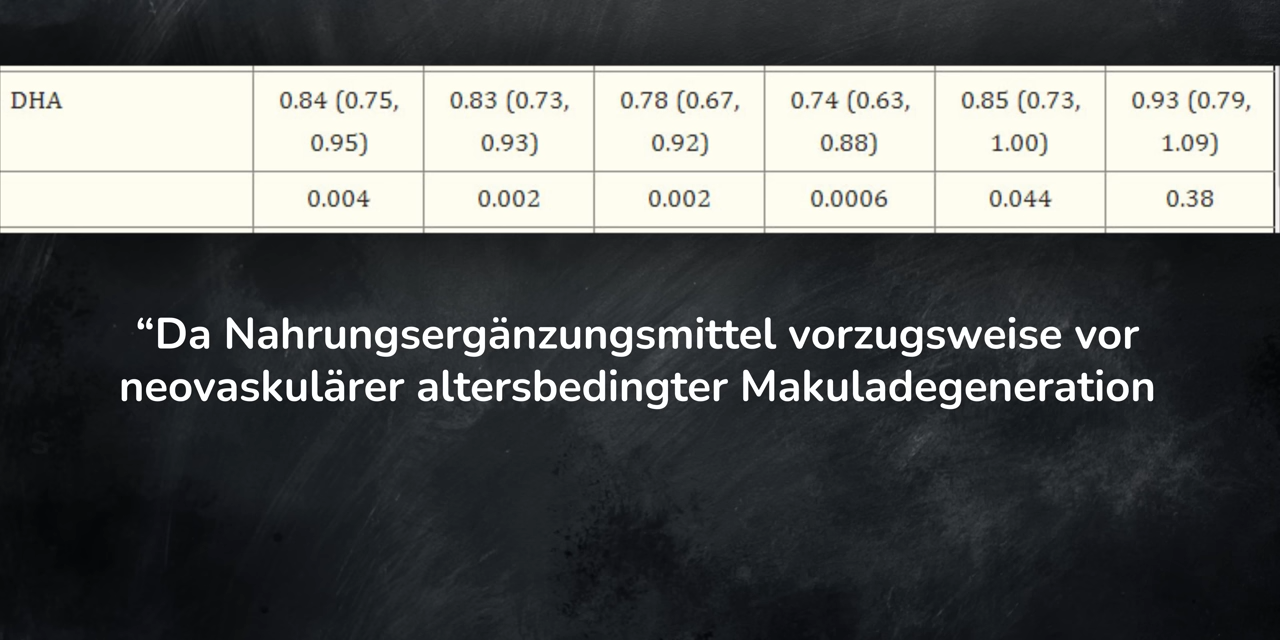 DHA 0.84 (0.75, 0.83 (0.73, 0.78 (0.67, 0.74 (0.63, 0.85 (0.73, 0.93 (0.79,
0.95) 0.93) 0.92) 0.88) 1.00) 1.09)
0.004 0.002 0.002 0.0006 0.044 0.38
“Da Nahrungsergänzungsmittel vorzugsweise vor
neovaskulärer altersbedingter Makuladegeneration